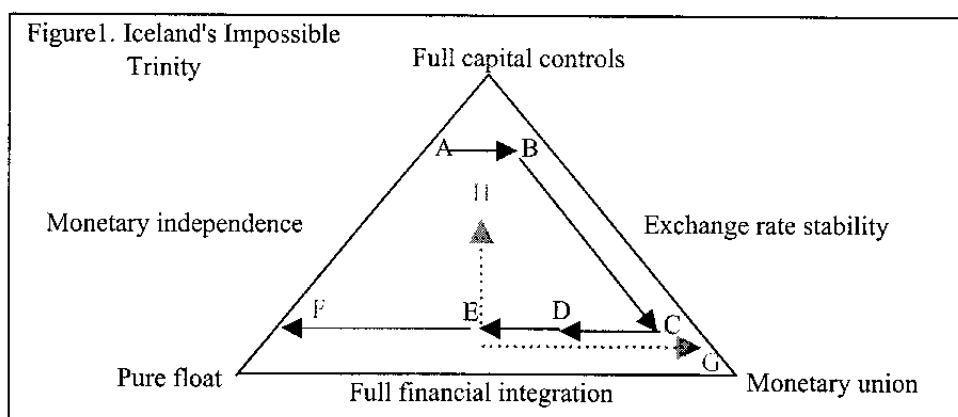 Figure1. Iceland's Impossible
Trinity
Full capital controls
A
B
H
Monetary independence
Exchange rate stability
F
E
D
C
G
Pure float
Full financial integration
Monetary union